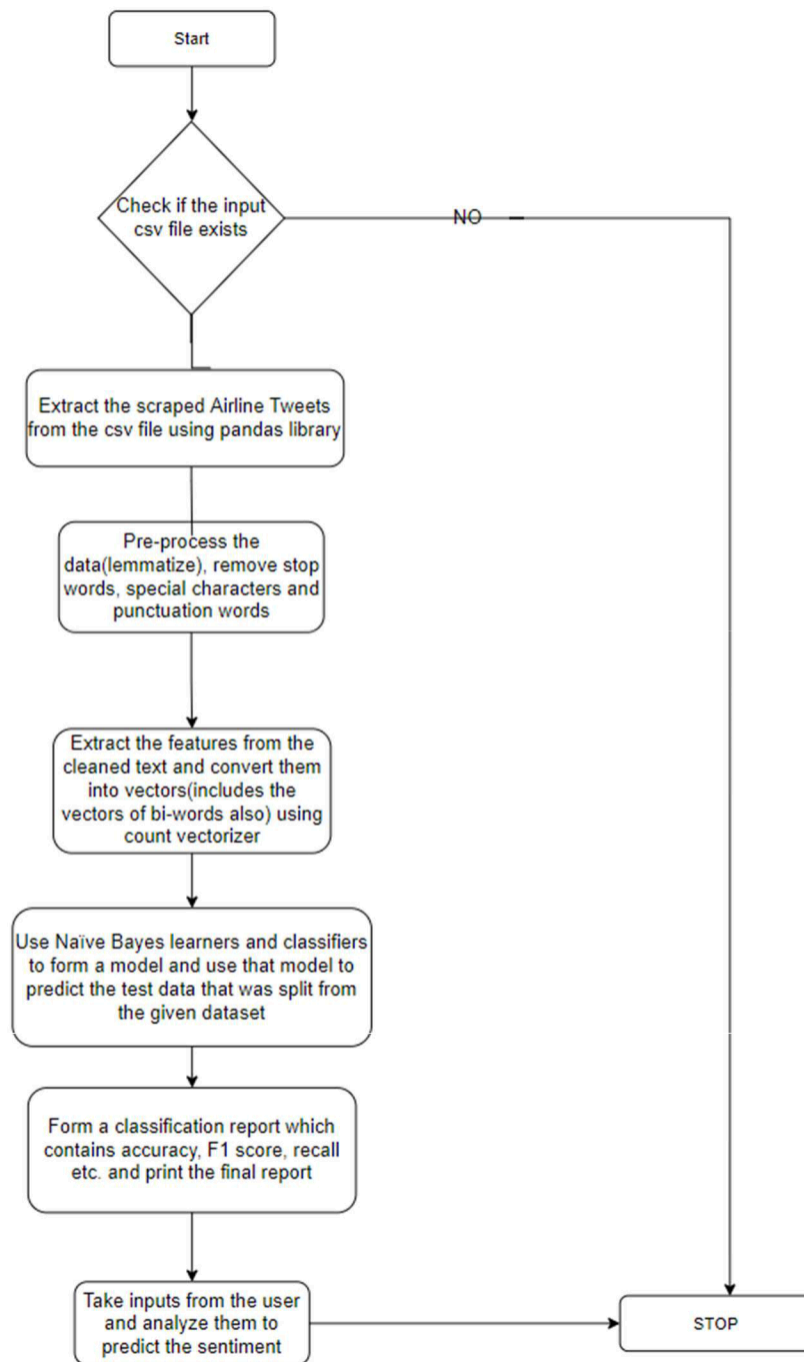 Start
Check if the input
csv file exists
NO
Extract the scraped Airline Tweets
from the csv file using pandas library
Pre-process the
data(lemmatize), remove stop
words, special characters and
punctuation words
Extract the features from the
cleaned text and convert them
into vectors(includes the
vectors of bi-words also) using
count vectorizer
Use Naïve Bayes learners and classifiers
to form a model and use that model to
predict the test data that was split from
the given dataset
Form a classification report which
contains accuracy, F1 score, recall
etc. and print the final report
Take inputs from the user
and analyze them to
predict the sentiment
STOP